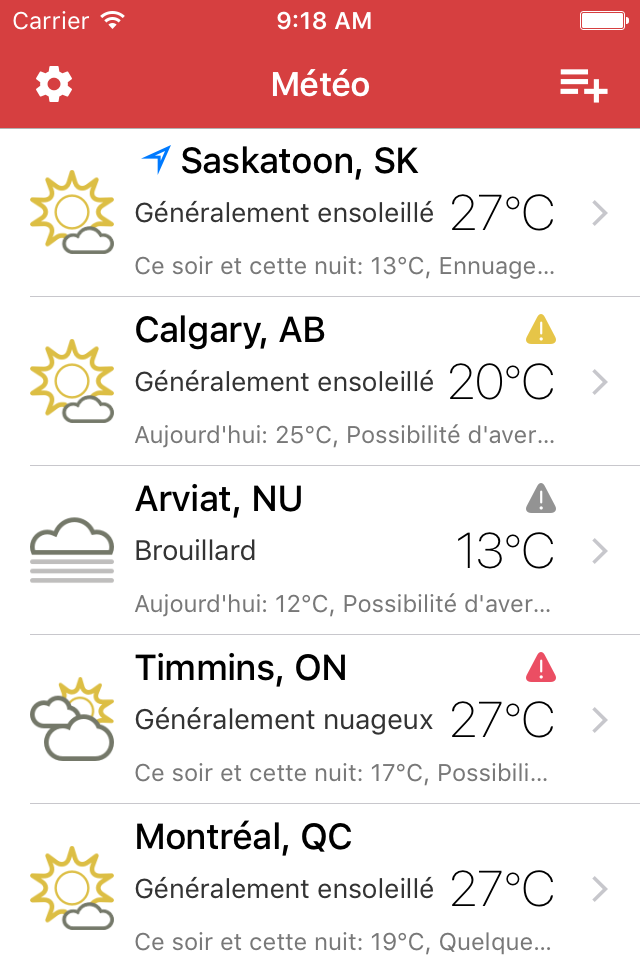 Carrier 9:18 AM
Météo
Saskatoon, SK
Généralement ensoleillé 27°C
Ce soir et cette nuit: 13°C, Ennuage...
Calgary, AB
Généralement ensoleillé 20°C
Aujourd'hui: 25°C, Possibilité d'aver...
Arviat, NU
Brouillard 13°C
Aujourd'hui: 12°C, Possibilité d'aver...
Timmins, ON
Généralement nuageux 27°C
Ce soir et cette nuit: 17°C, Possibili...
Montréal, QC
Généralement ensoleillé 27°C
Ce soir et cette nuit: 19°C, Quelque...